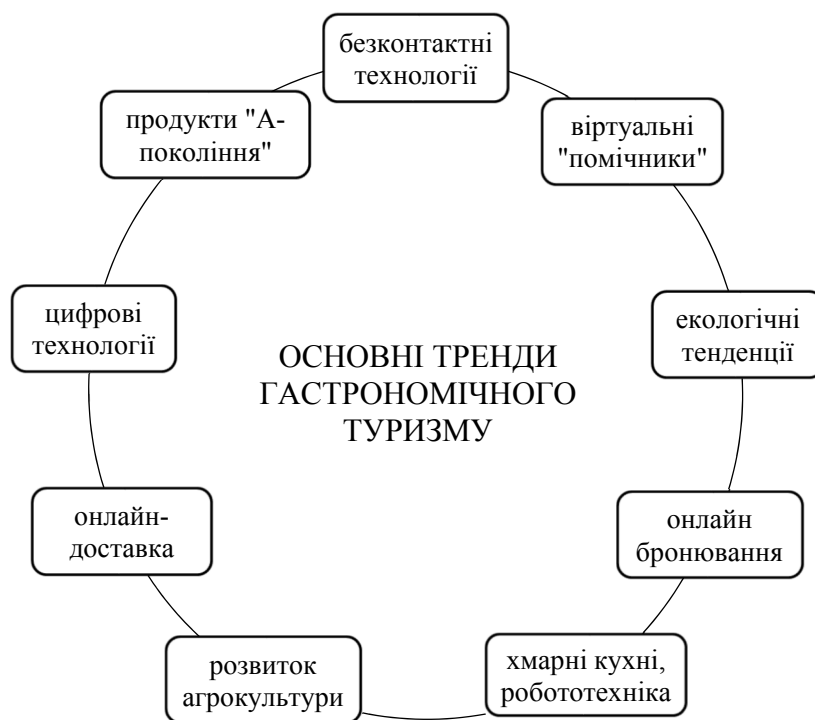 безконтактні
технології
віртуальні
"помічники"
екологічні
тенденції
онлайн
бронювання
хмарні кухні,
робототехніка
розвиток
агрокультури
онлайн-
доставка
цифрові
технології
продукти "А-
покоління"
ОСНОВНІ ТРЕНДИ
ГАСТРОНОМІЧНОГО
ТУРИЗМУ